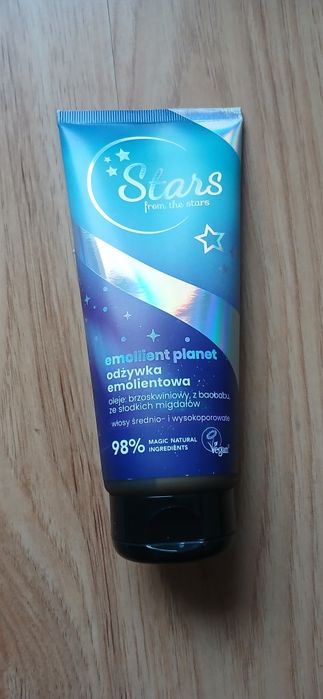 Stars
from the stars
emollient planet
odżywka
emolientowa
oleje: brzoskwiniowy, z baobabu,
ze słodkich migdałów
włosy średnio- i wysokoporowate
98% MAGIC NATURAL
INGREDIENTS
Vegan